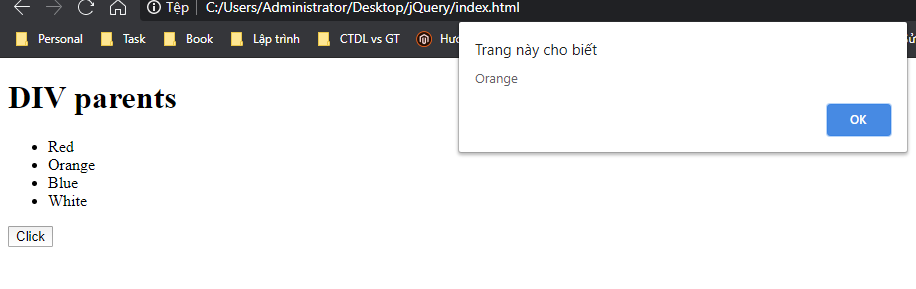 Tệp C:/Users/Administrator/Desktop/jQuery/index.html
Personal Task Book Lập trình CTDL vs GT
Trang này cho biết
Orange
OK
DIV parents
Red
Orange
Blue
White
Click